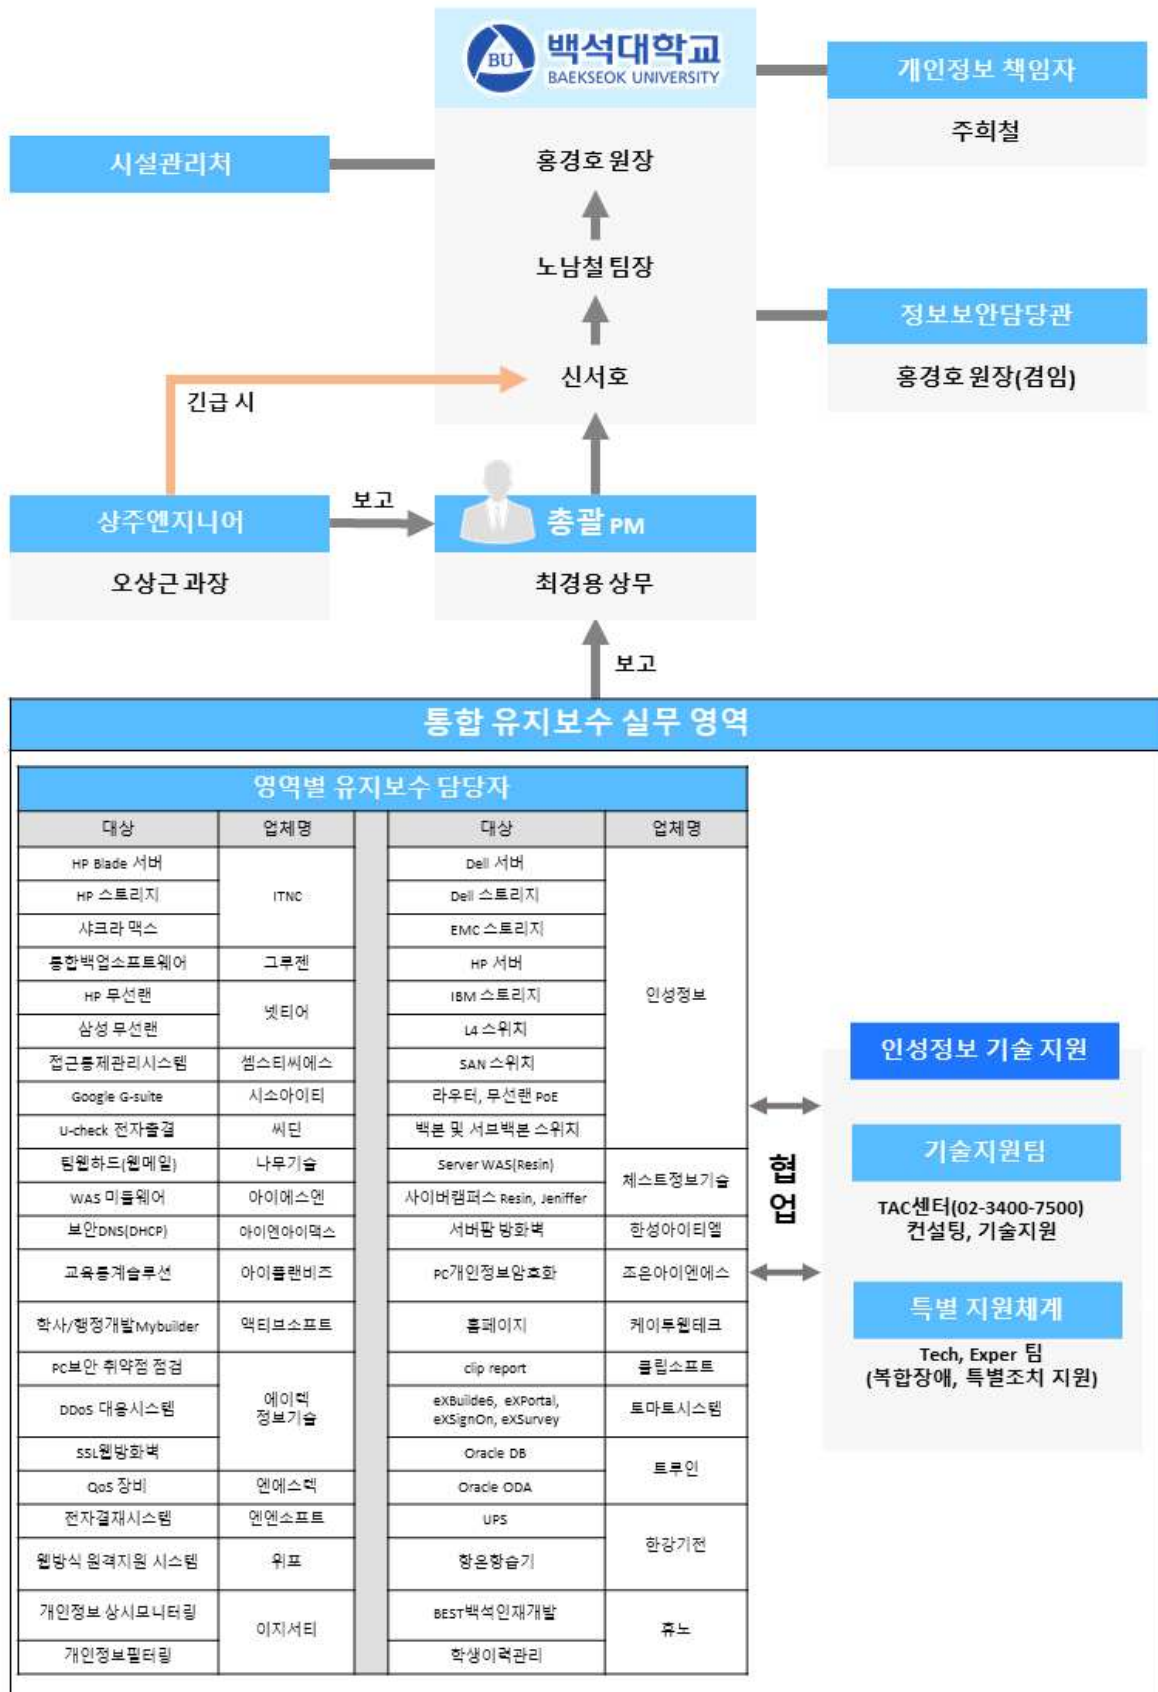 BU
백석대학교
BAEKSEOK UNIVERSITY
개인정보 책임자
주희철
시설관리처
홍경호 원장
노남철 팀장
정보보안담당관
홍경호 원장(겸임)
신서호
긴급 시
상주엔지니어
오상근 과장
보고
총괄 PM
최경용 상무
보고
통합 유지보수 실무 영역
영역별 유지보수 담당자
대상 업체명 대상 업체명
HP Blade 서버 ITNC Dell 서버 인성정보
HP 스토리지 Dell 스토리지
샤크라 맥스 EMC 스토리지
통합백업소프트웨어 그루젠 HP 서버
HP 무선랜 넷티어 IBM 스토리지
삼성 무선랜 L4 스위치
접근통제관리시스템 셈스티씨에스 SAN 스위치
Google G-suite 시소아이티 라우터, 무선랜 PoE
U-check 전자출결 씨딘 백본 및 서브백본 스위치
팀웹하드(웹메일) 나무기술 Server WAS(Resin) 체스트정보기술
WAS 미들웨어 아이에스엔 사이버캠퍼스 Resin, Jeniffer
보안DNS(DHCP) 아이엔아이맥스 서버팜 방화벽 한성아이티엘
교육통계솔루션 아이플랜비즈 PC개인정보암호화 조은아이엔에스
학사/행정개발Mybuilder 액티브소프트 홈페이지 케이투웹테크
PC보안 취약점 점검 에이텍 정보기술 clip report 클립소프트
DDoS 대응시스템 eXBuilde6, eXPortal,
eXSignOn, eXSurvey 토마토시스템
SSL웹방화벽 Oracle DB 트루인
QoS 장비 엔에스텍 Oracle ODA
전자결재시스템 엔엔소프트 UPS 한강기전
웹방식 원격지원 시스템 위프 항온항습기
개인정보 상시모니터링 이지서티 BEST백석인재개발 휴노
개인정보필터링 학생이력관리
협업
인성정보 기술 지원
기술지원팀
TAC센터(02-3400-7500)
컨설팅, 기술지원
특별 지원체계
Tech, Exper 팀
(복합장애, 특별조치 지원)